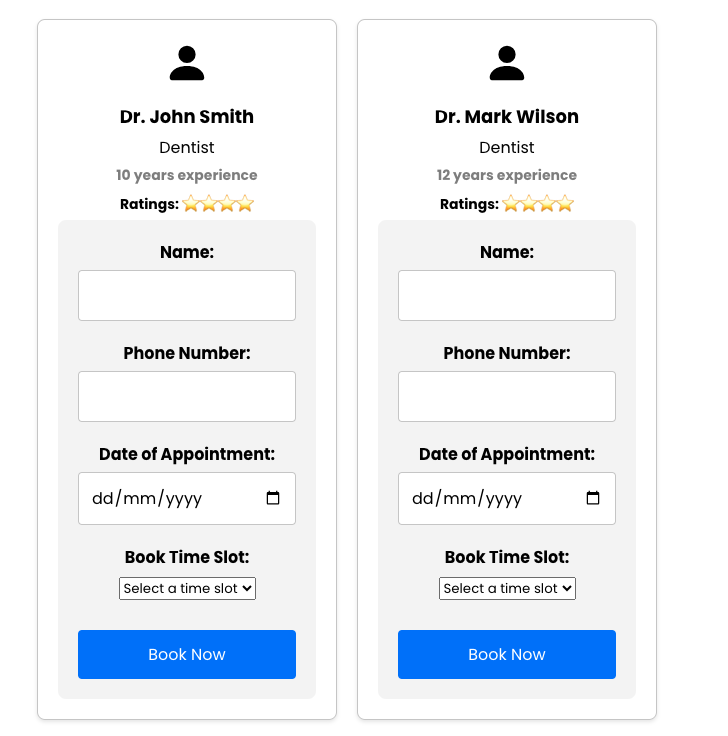 Dr. John Smith
Dentist
10 years experience
Ratings: ⭐⭐⭐⭐
Name:
Phone Number:
Date of Appointment:
dd/mm/yyyy
Book Time Slot:
Select a time slot
Book Now
Dr. Mark Wilson
Dentist
12 years experience
Ratings: ⭐⭐⭐⭐
Name:
Phone Number:
Date of Appointment:
dd/mm/yyyy
Book Time Slot:
Select a time slot
Book Now